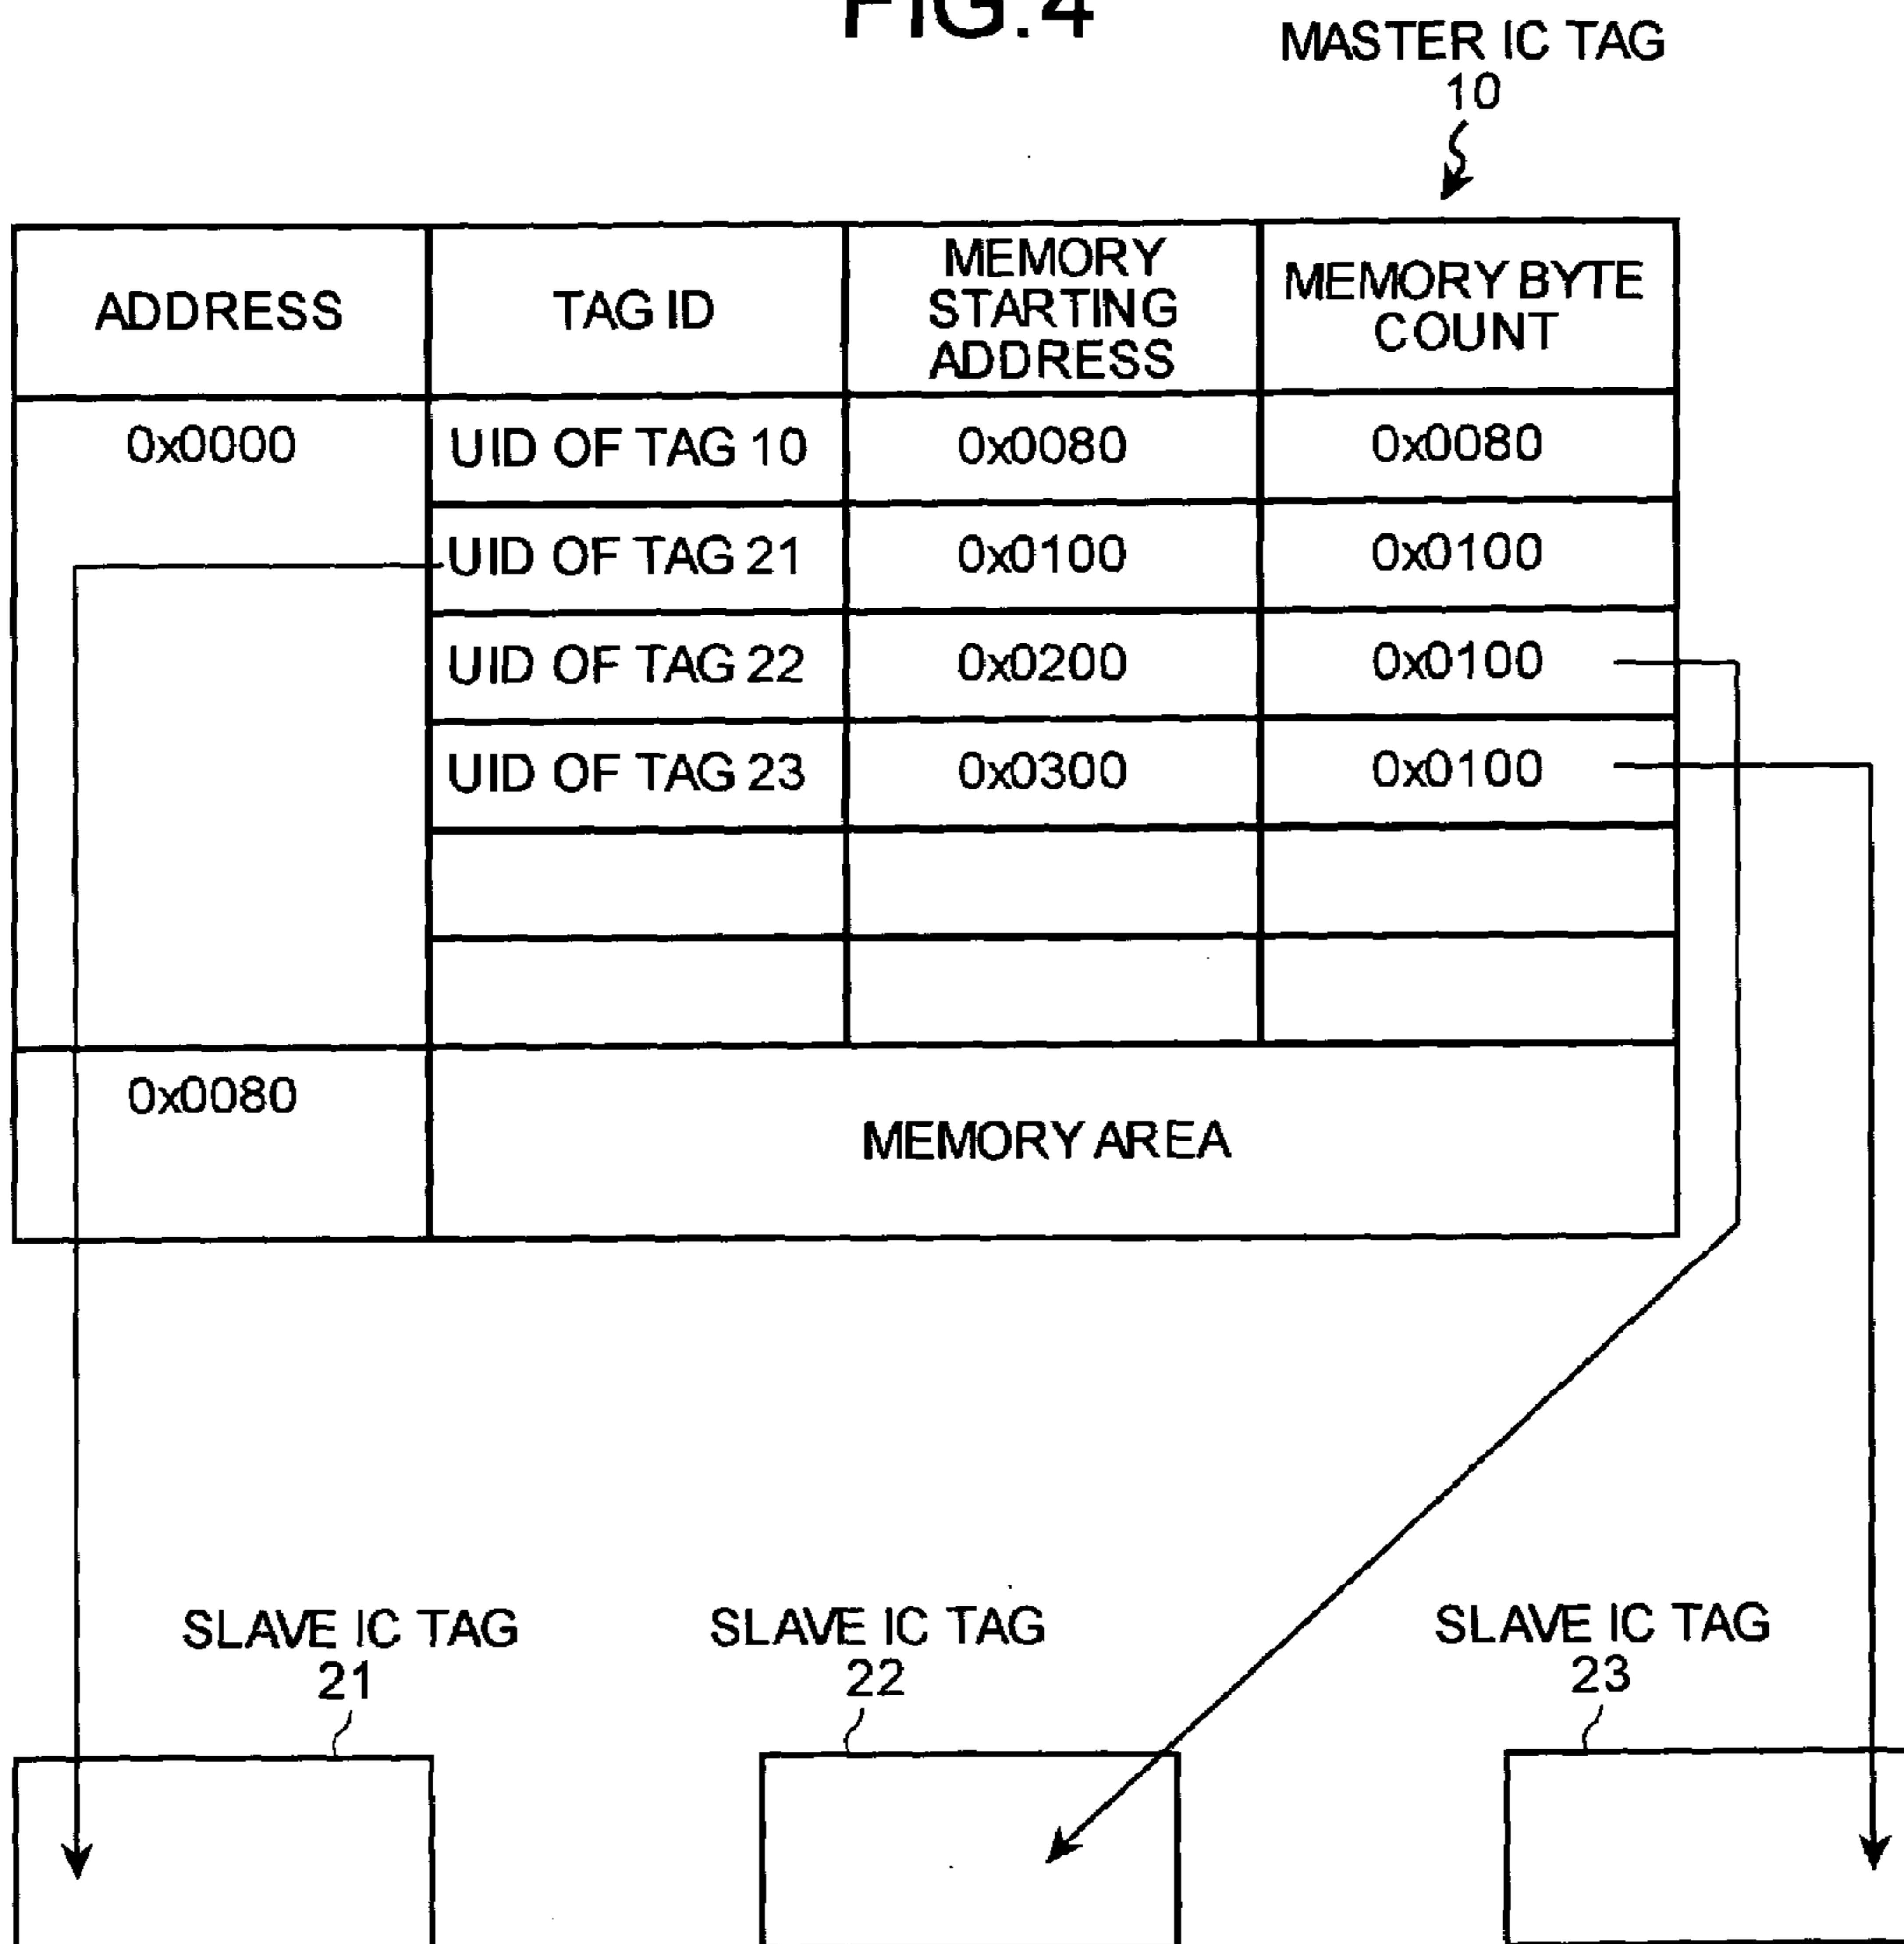 FIG.4
MASTER IC TAG
10
ADDRESS
TAG ID
MEMORY
STARTING
ADDRESS
MEMORY BYTE
COUNT
0x0000
UID OF TAG 10
0x0080
0x0080
UID OF TAG 21
0x0100
0x0100
UID OF TAG 22
0x0200
0x0100
UID OF TAG 23
0x0300
0x0100
0x0080
MEMORY AREA
SLAVE IC TAG
21
SLAVE IC TAG
22
SLAVE IC TAG
23